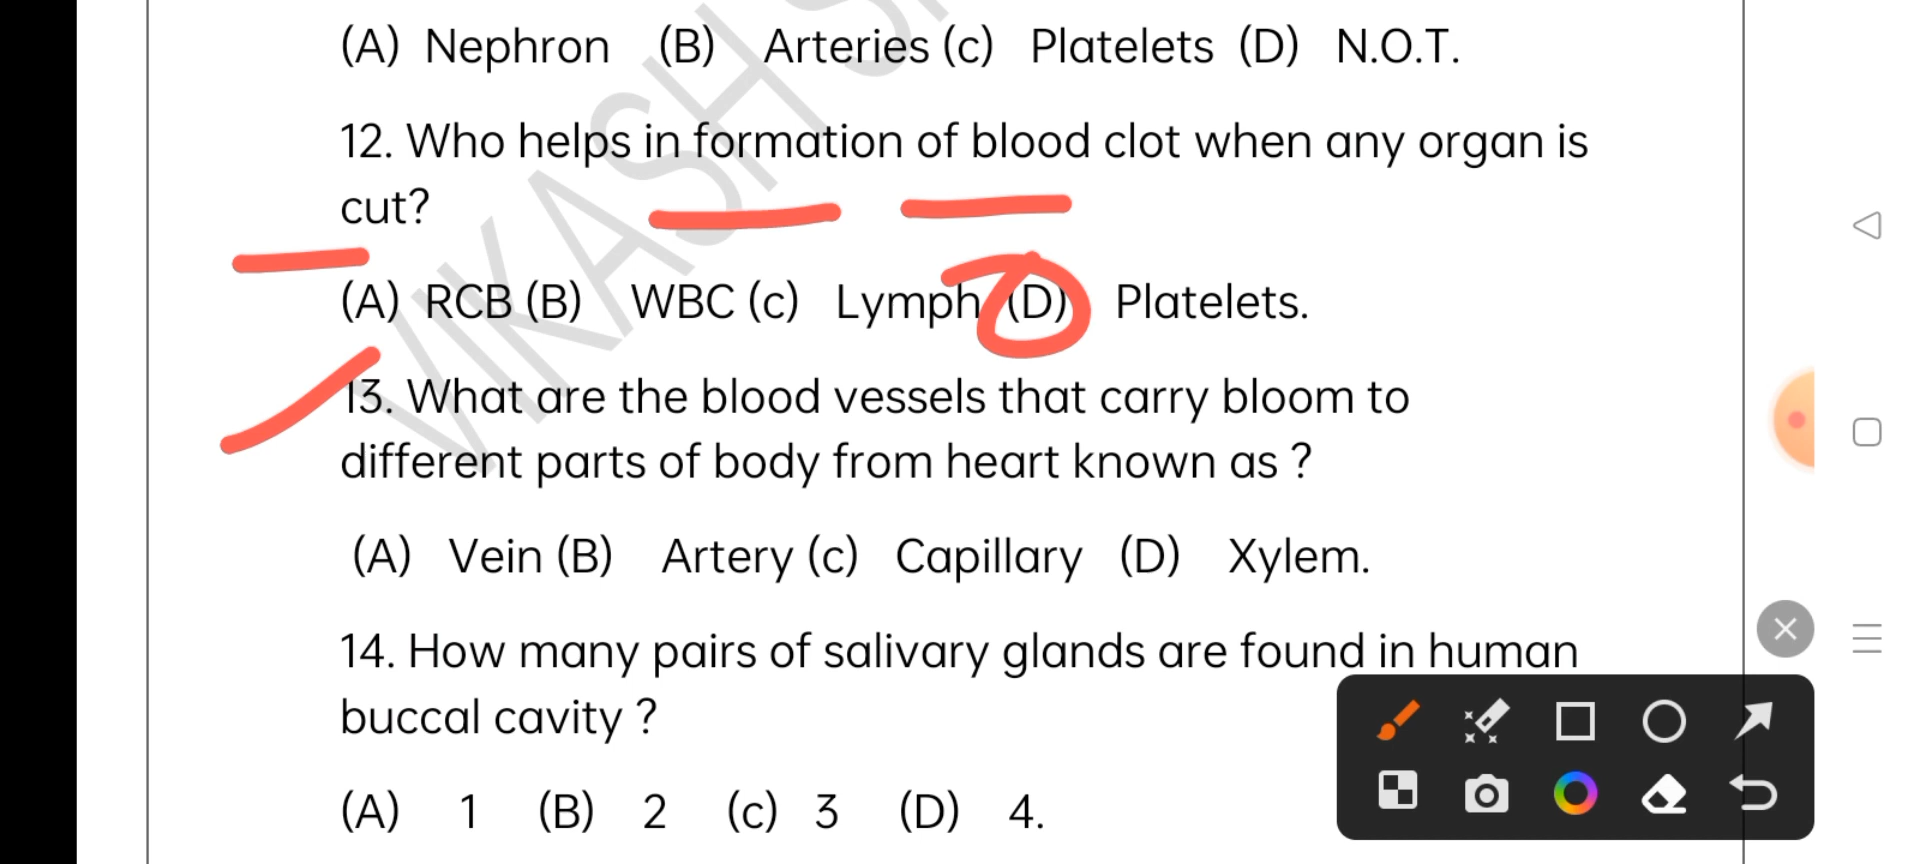 (A) Nephron (B) Arteries (c) Platelets (D) N.O.T.
12. Who helps in formation of blood clot when any organ is
cut?
(A) RCB (B) WBC (c) Lymph (D) Platelets.
13. What are the blood vessels that carry bloom to
different parts of body from heart known as ?
(A) Vein (B) Artery (c) Capillary (D) Xylem.
14. How many pairs of salivary glands are found in human
buccal cavity ?
(A) 1 (B) 2 (c) 3 (D) 4.
VIKASH